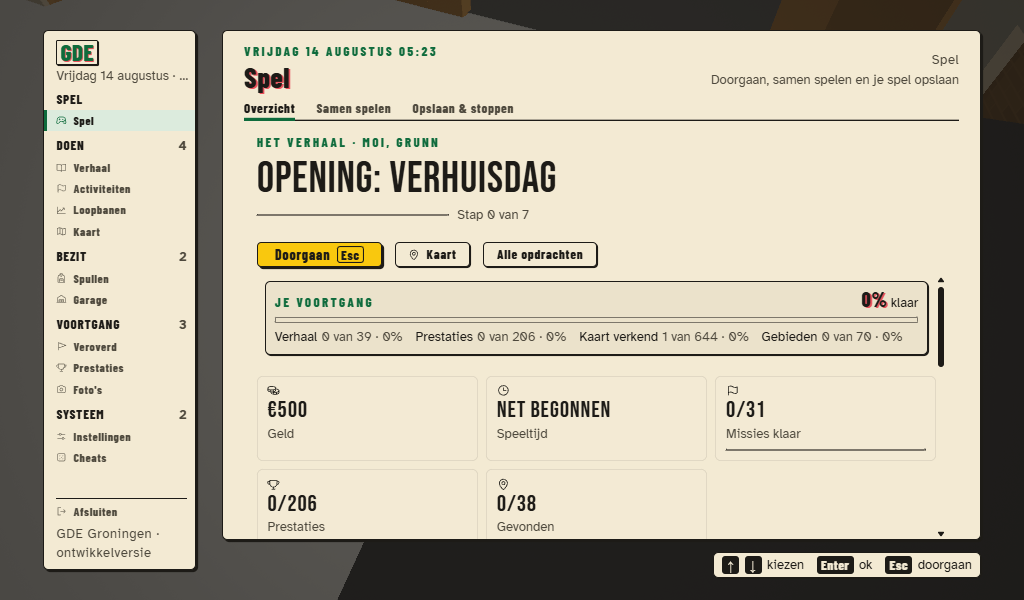 GDE
Vrijdag 14 augustus · ...
SPEL
Spel
DOEN 4
Verhaal
Activiteiten
Loopbanen
Kaart
BEZIT 2
Spullen
Garage
VOORTGANG 3
Veroverd
Prestaties
Foto's
SYSTEEM 2
Instellingen
Cheats
Afsluiten
GDE Groningen ·
ontwikkelversie
VRIJDAG 14 AUGUSTUS 05:23
Spel
Spel
Doorgaan, samen spelen en je spel opslaan
Overzicht Samen spelen Opslaan & stoppen
HET VERHAAL · MOI, GRUNN
OPENING: VERHUISDAG
Stap 0 van 7
Doorgaan Esc Kaart Alle opdrachten
JE VOORTGANG 0% klaar
Verhaal 0 van 39 · 0% Prestaties 0 van 206 · 0% Kaart verkend 1 van 644 · 0% Gebieden 0 van 70 · 0%
€500 NET BEGONNEN 0/31
Geld Speeltijd Missies klaar
0/206 0/38
Prestaties Gevonden
↑ ↓ kiezen Enter ok Esc doorgaan